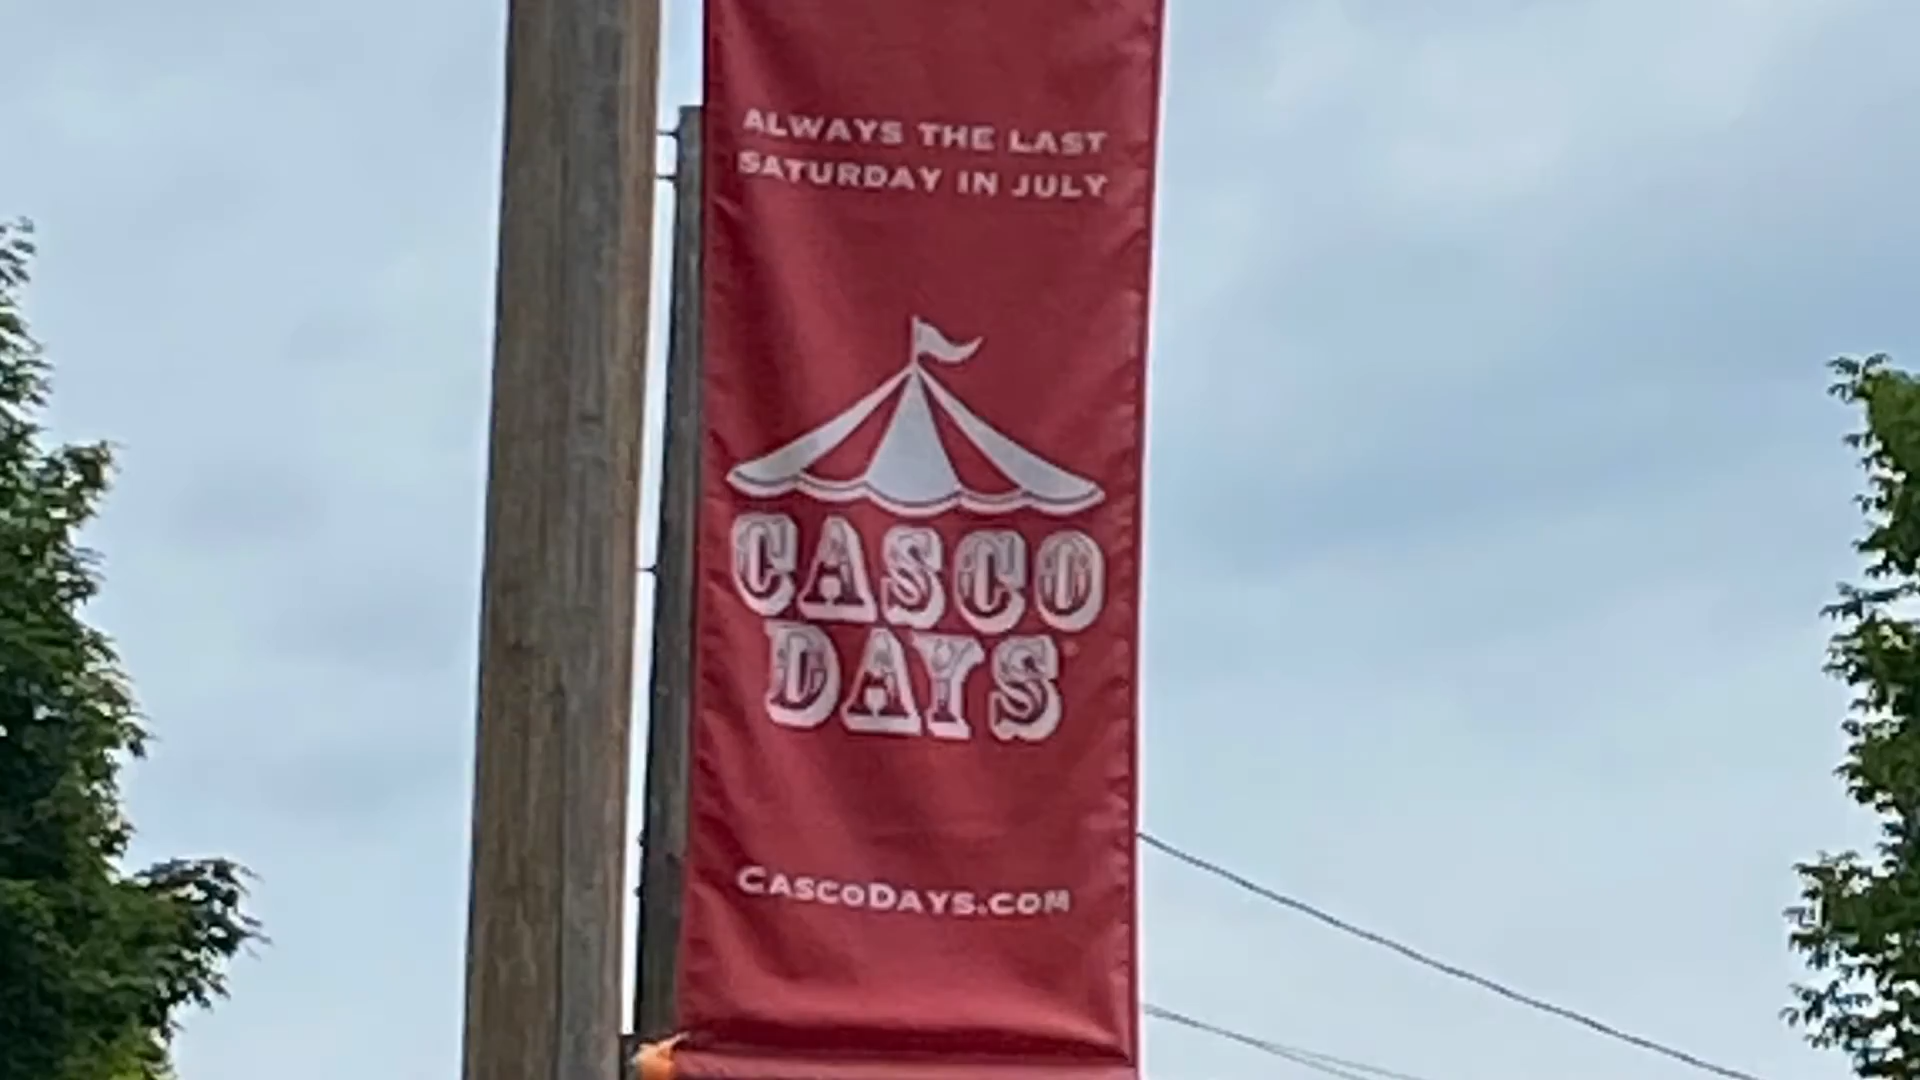 ALWAYS THE LAST
SATURDAY IN JULY
CASCO
DAYS
CASCODAYS.COM